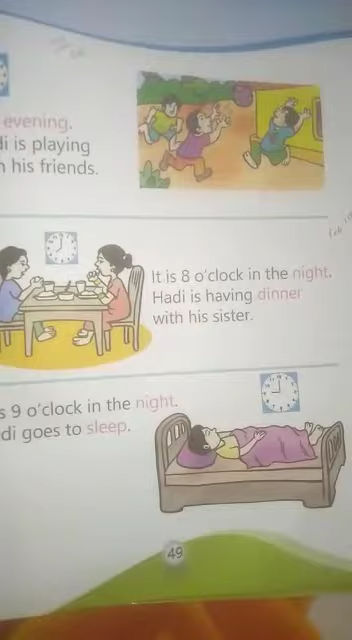 evening.
di is playing
his friends.
It is 8 o'clock in the night.
Hadi is having dinner
with his sister.
s 9 o'clock in the night.
di goes to sleep.
49